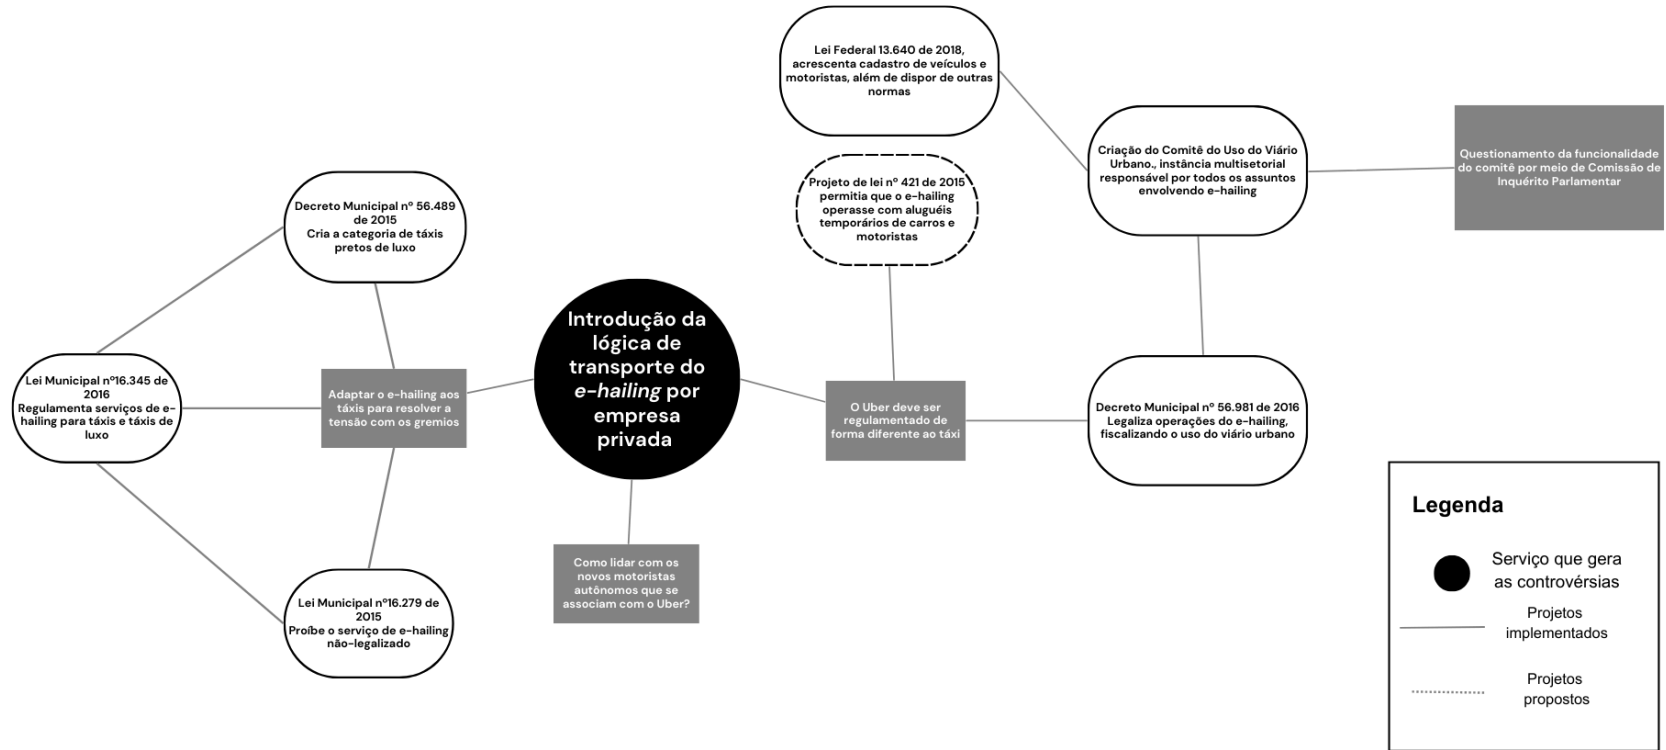 Lei Federal 13.640 de 2018,
acrescenta cadastro de veículos e
motoristas, além de dispor de outras
normas
Projeto de lei nº 421 de 2015
permitia que o e-hailing
operasse com aluguéis
temporários de carros e
motoristas
Criação do Comitê do Uso do Viário
Urbano., instância multisetorial
responsável por todos os assuntos
envolvendo e-hailing
Questionamento da funcionalidade
do comitê por meio de Comissão de
Inquérito Parlamentar
Decreto Municipal nº 56.489
de 2015
Cria a categoria de táxis
pretos de luxo
Lei Municipal nº16.345 de
2016
Regulamenta serviços de e-
hailing para táxis e táxis de
luxo
Adaptar o e-hailing aos
táxis para resolver a
tensão com os gremios
Introdução da
lógica de
transporte do
e-hailing por
empresa
privada
O Uber deve ser
regulamentado de
forma diferente ao táxi
Decreto Municipal nº 56.981 de 2016
Legaliza operações do e-hailing,
fiscalizando o uso do viário urbano
Lei Municipal nº16.279 de
2015
Proíbe o serviço de e-hailing
não-legalizado
Como lidar com os
novos motoristas
autônomos que se
associam com o Uber?
Legenda
Serviço que gera
as controvérsias
Projetos
implementados
Projetos
propostos